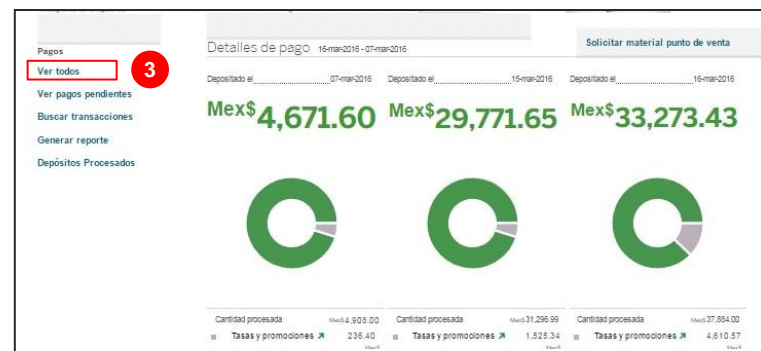 Pagos
Ver todos
3
Ver pagos pendientes
Buscar transacciones
Generar reporte
Depósitos Procesados
Detalles de pago 16-mar-2016 - 07-mar-2016
Solicitar material punto de venta
Depositado el 07-mar-2016
Mex$4,671.60
Depositado el 15-mar-2016
Mex$29,771.65
Depositado el 16-mar-2016
Mex$33,273.43
Cantidad procesada Mex$4,908.00
Tasas y promociones 236.40
Mex$
Cantidad procesada Mex$31,296.99
Tasas y promociones 1,525.34
Mex$
Cantidad procesada Mex$37,884.00
Tasas y promociones 4,610.57
Mex$